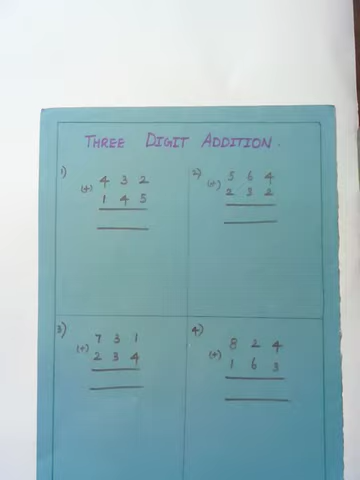 THREE DIGIT ADDITION.
1)
(+) 4 3 2
1 4 5
2)
(+) 5 6 4
2 3 2
3)
(+) 7 3 1
2 3 4
4)
(+) 8 2 4
1 6 3